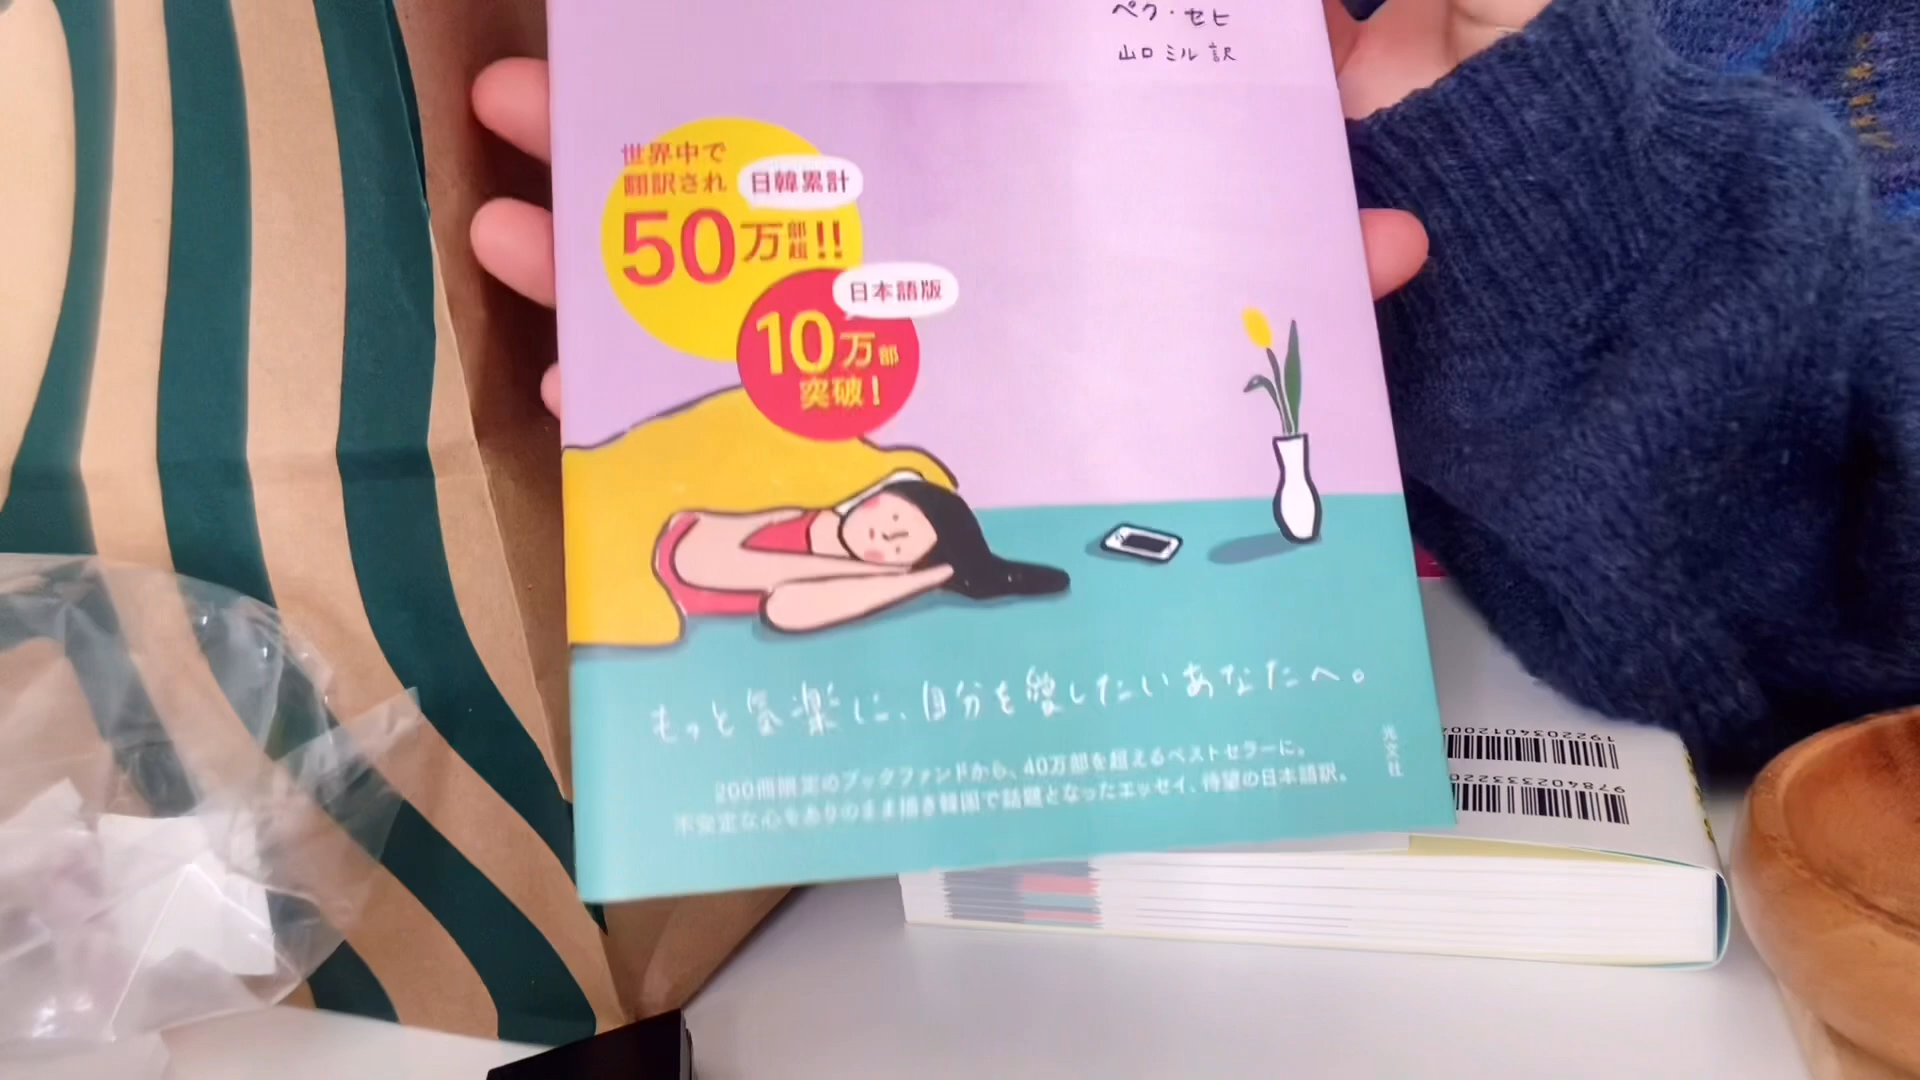 ペク・セヒ
山口ミル 訳
世界中で
翻訳され
日韓累計
50万部超!!
日本語版
10万部
突破!
もっと気楽に、自分を愛したいあなたへ。
200冊限定のブックファンドから、40万部を超えるベストセラーに。
不安定な心をありのまま描き韓国で話題となったエッセイ、待望の日本語訳。
光文社